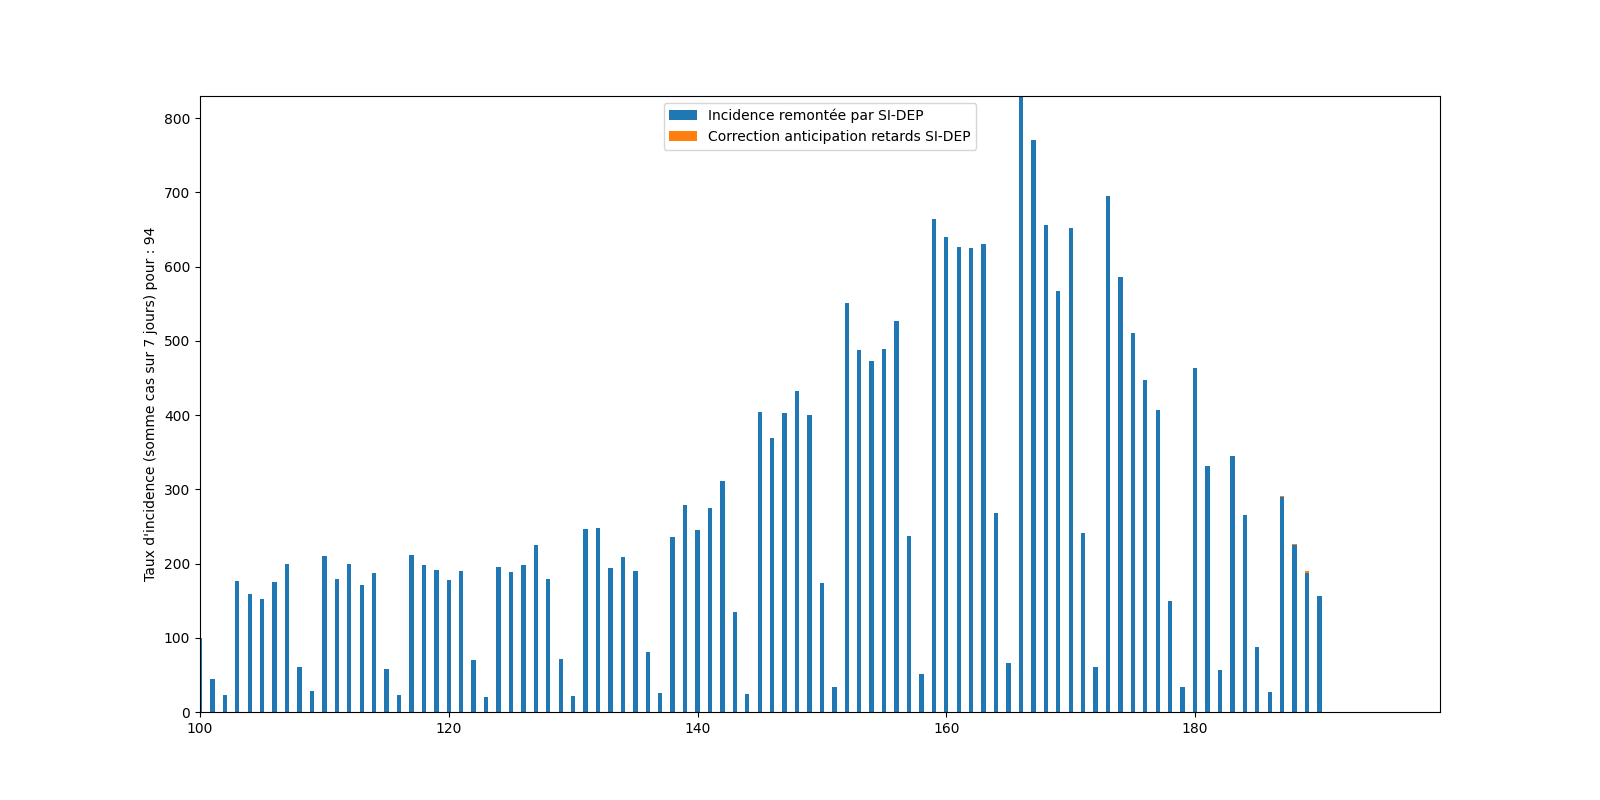 Incidence remontée par SI-DEP
Correction anticipation retards SI-DEP
Taux d'incidence (somme cas sur 7 jours) pour : 94
800
700
600
500
400
300
200
100
0
100 120 140 160 180